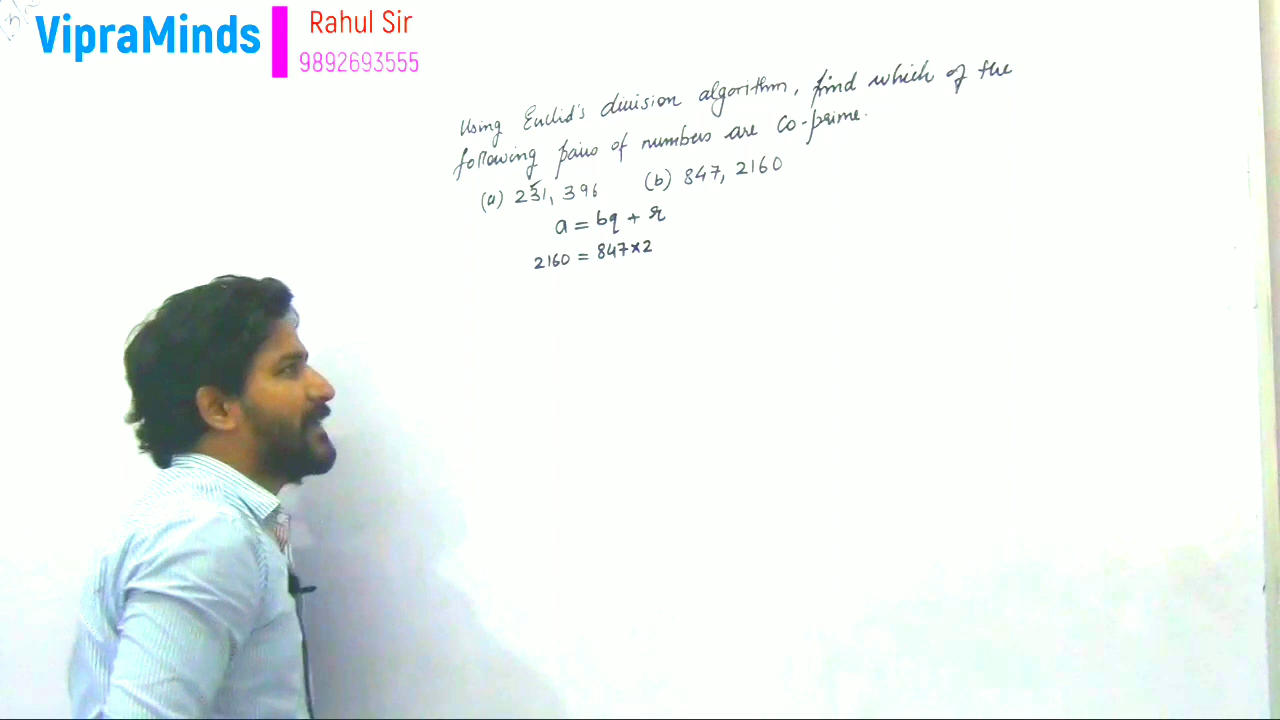 VipraMinds
Rahul Sir
9892693555
Using Euclid's division algorithm, find which of the
following pairs of numbers are Co-prime.
(a) 231, 396 (b) 847, 2160
a = bq + r
2160 = 847×2